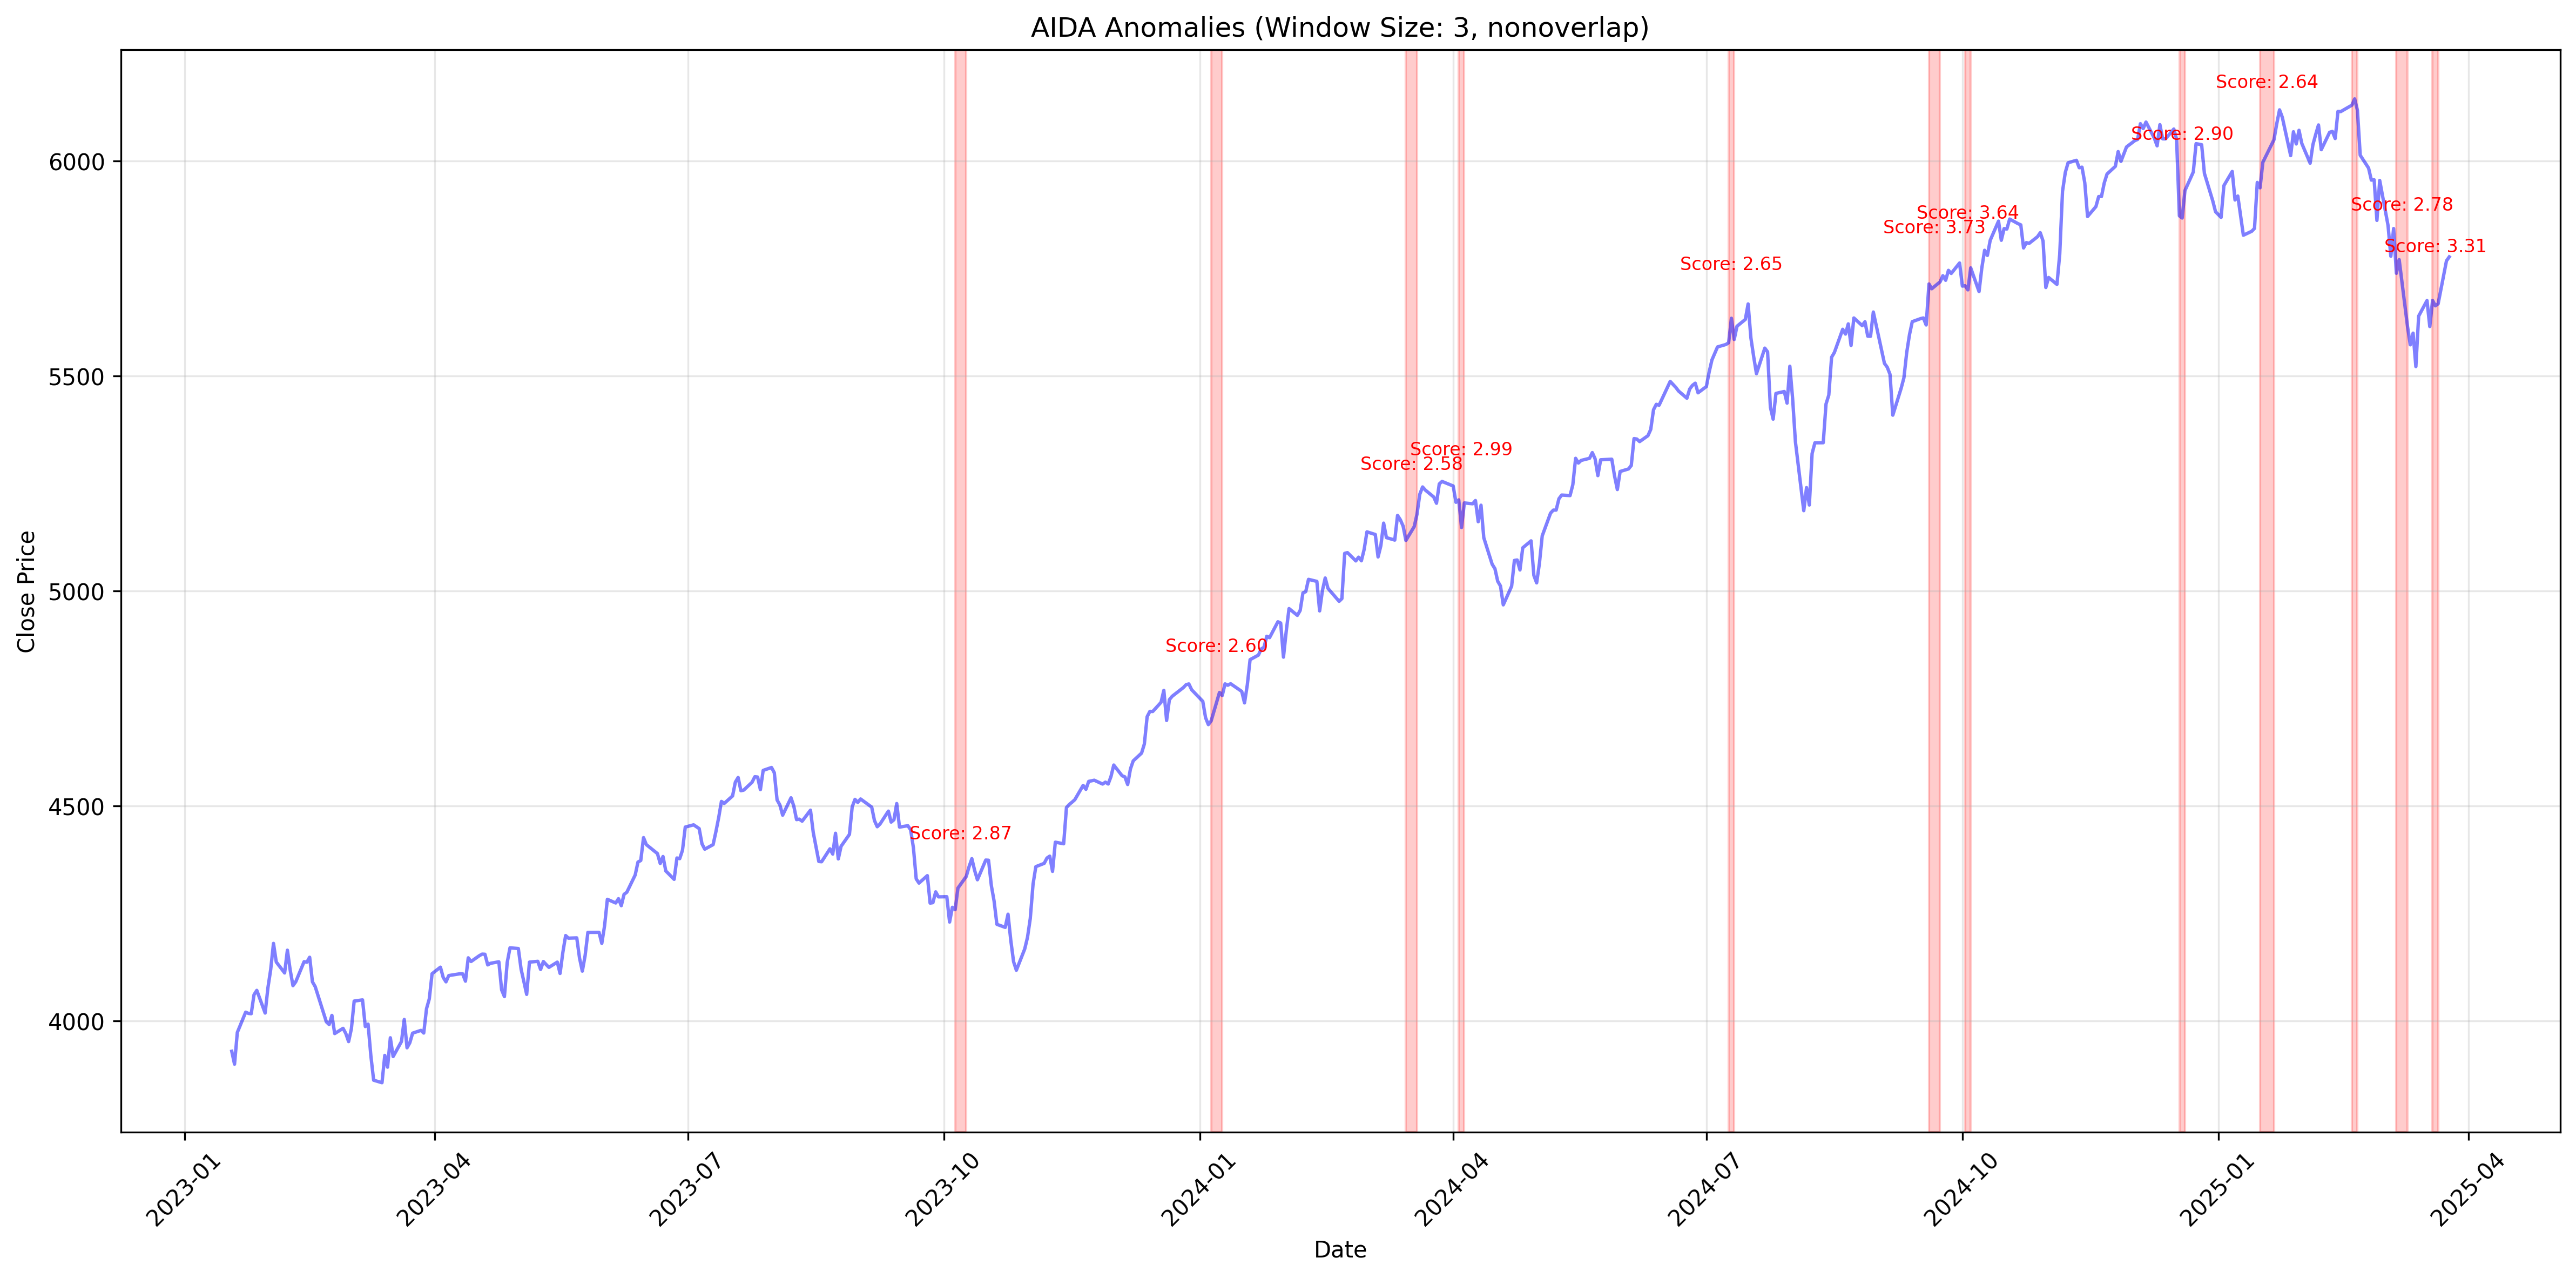 AIDA Anomalies (Window Size: 3, nonoverlap)
Score: 2.64
Score: 2.90
Score: 2.78
Score: 3.64
Score: 3.73
Score: 3.31
Score: 2.65
Score: 2.99
Score: 2.58
Score: 2.60
Score: 2.87
Close Price
6000
5500
5000
4500
4000
2023-01
2023-04
2023-07
2023-10
2024-01
2024-04
2024-07
2024-10
2025-01
2025-04
Date